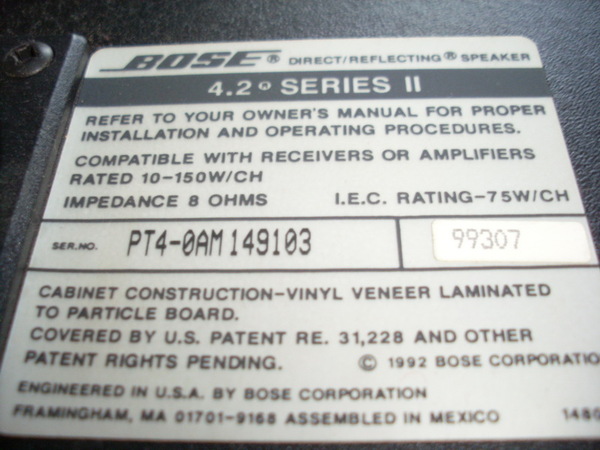 BOSE® DIRECT/REFLECTING® SPEAKER
4.2® SERIES II
REFER TO YOUR OWNER'S MANUAL FOR PROPER
INSTALLATION AND OPERATING PROCEDURES.
COMPATIBLE WITH RECEIVERS OR AMPLIFIERS
RATED 10-150W/CH
IMPEDANCE 8 OHMS I.E.C. RATING-75W/CH
SER.NO. PT4-0AM149103 99307
CABINET CONSTRUCTION-VINYL VENEER LAMINATED
TO PARTICLE BOARD.
COVERED BY U.S. PATENT RE. 31,228 AND OTHER
PATENT RIGHTS PENDING. © 1992 BOSE CORPORATIO
ENGINEERED IN U.S.A. BY BOSE CORPORATION
FRAMINGHAM, MA 01701-9168 ASSEMBLED IN MEXICO 1480